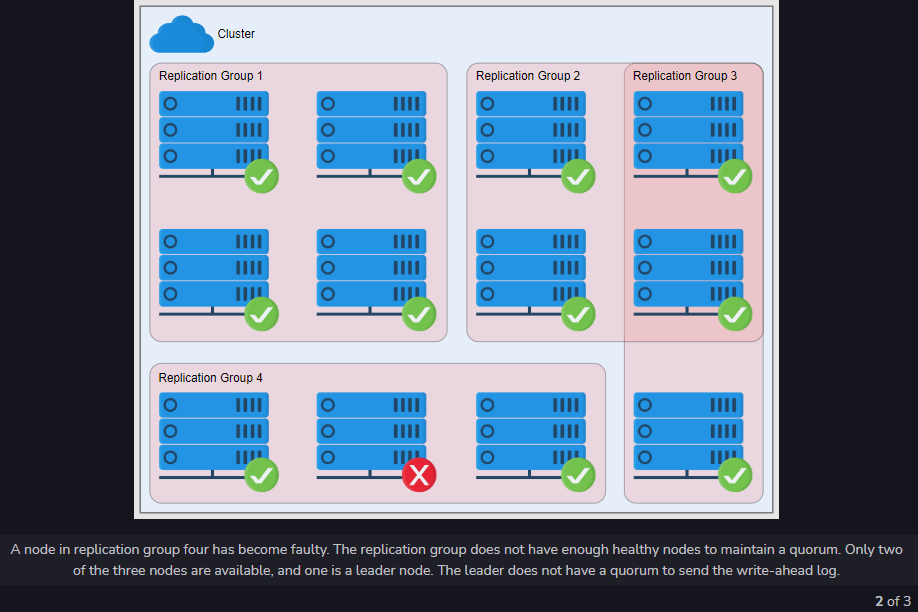 Cluster
Replication Group 1
Replication Group 2
Replication Group 3
Replication Group 4
X
A node in replication group four has become faulty. The replication group does not have enough healthy nodes to maintain a quorum. Only two
of the three nodes are available, and one is a leader node. The leader does not have a quorum to send the write-ahead log.
2 of 3